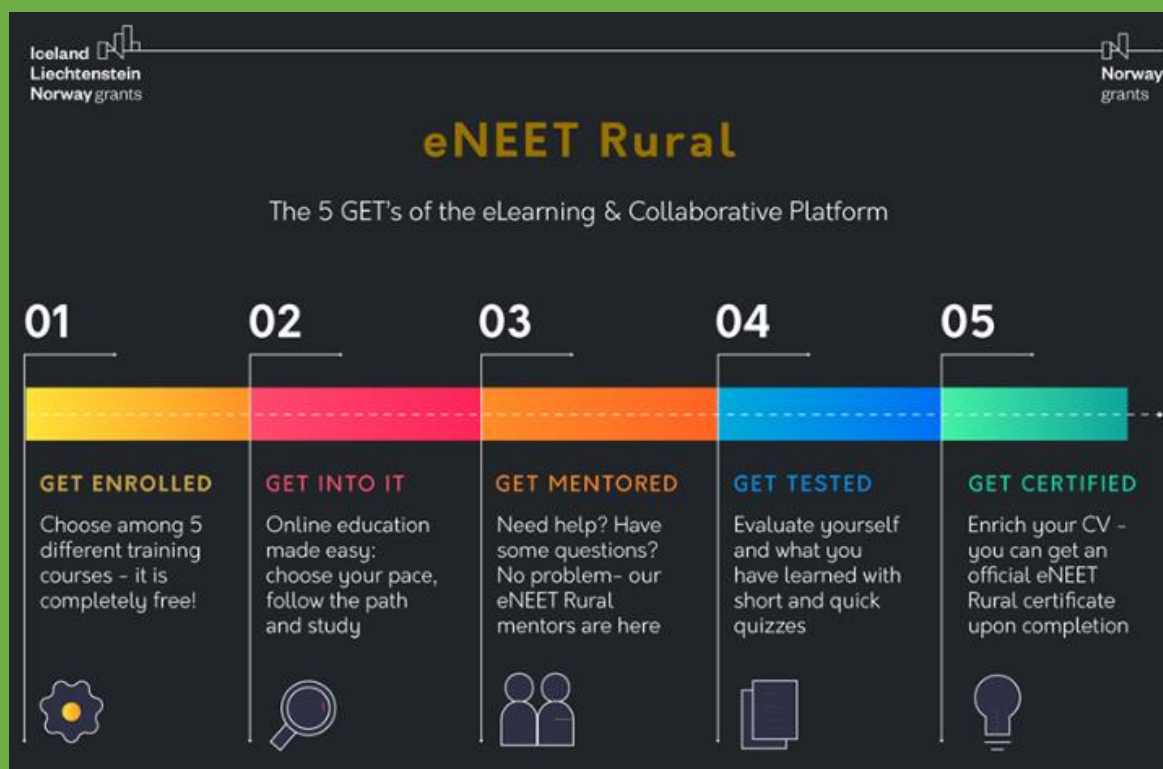 Iceland
Liechtenstein
Norway grants
Norway
grants
eNEET Rural
The 5 GET's of the eLearning & Collaborative Platform
01
02
03
04
05
GET ENROLLED
Choose among 5
different training
courses – it is
completely free!
GET INTO IT
Online education
made easy:
choose your pace,
follow the path
and study
GET MENTORED
Need help? Have
some questions?
No problem– our
eNEET Rural
mentors are here
GET TESTED
Evaluate yourself
and what you
have learned with
short and quick
quizzes
GET CERTIFIED
Enrich your CV –
you can get an
official eNEET
Rural certificate
upon completion